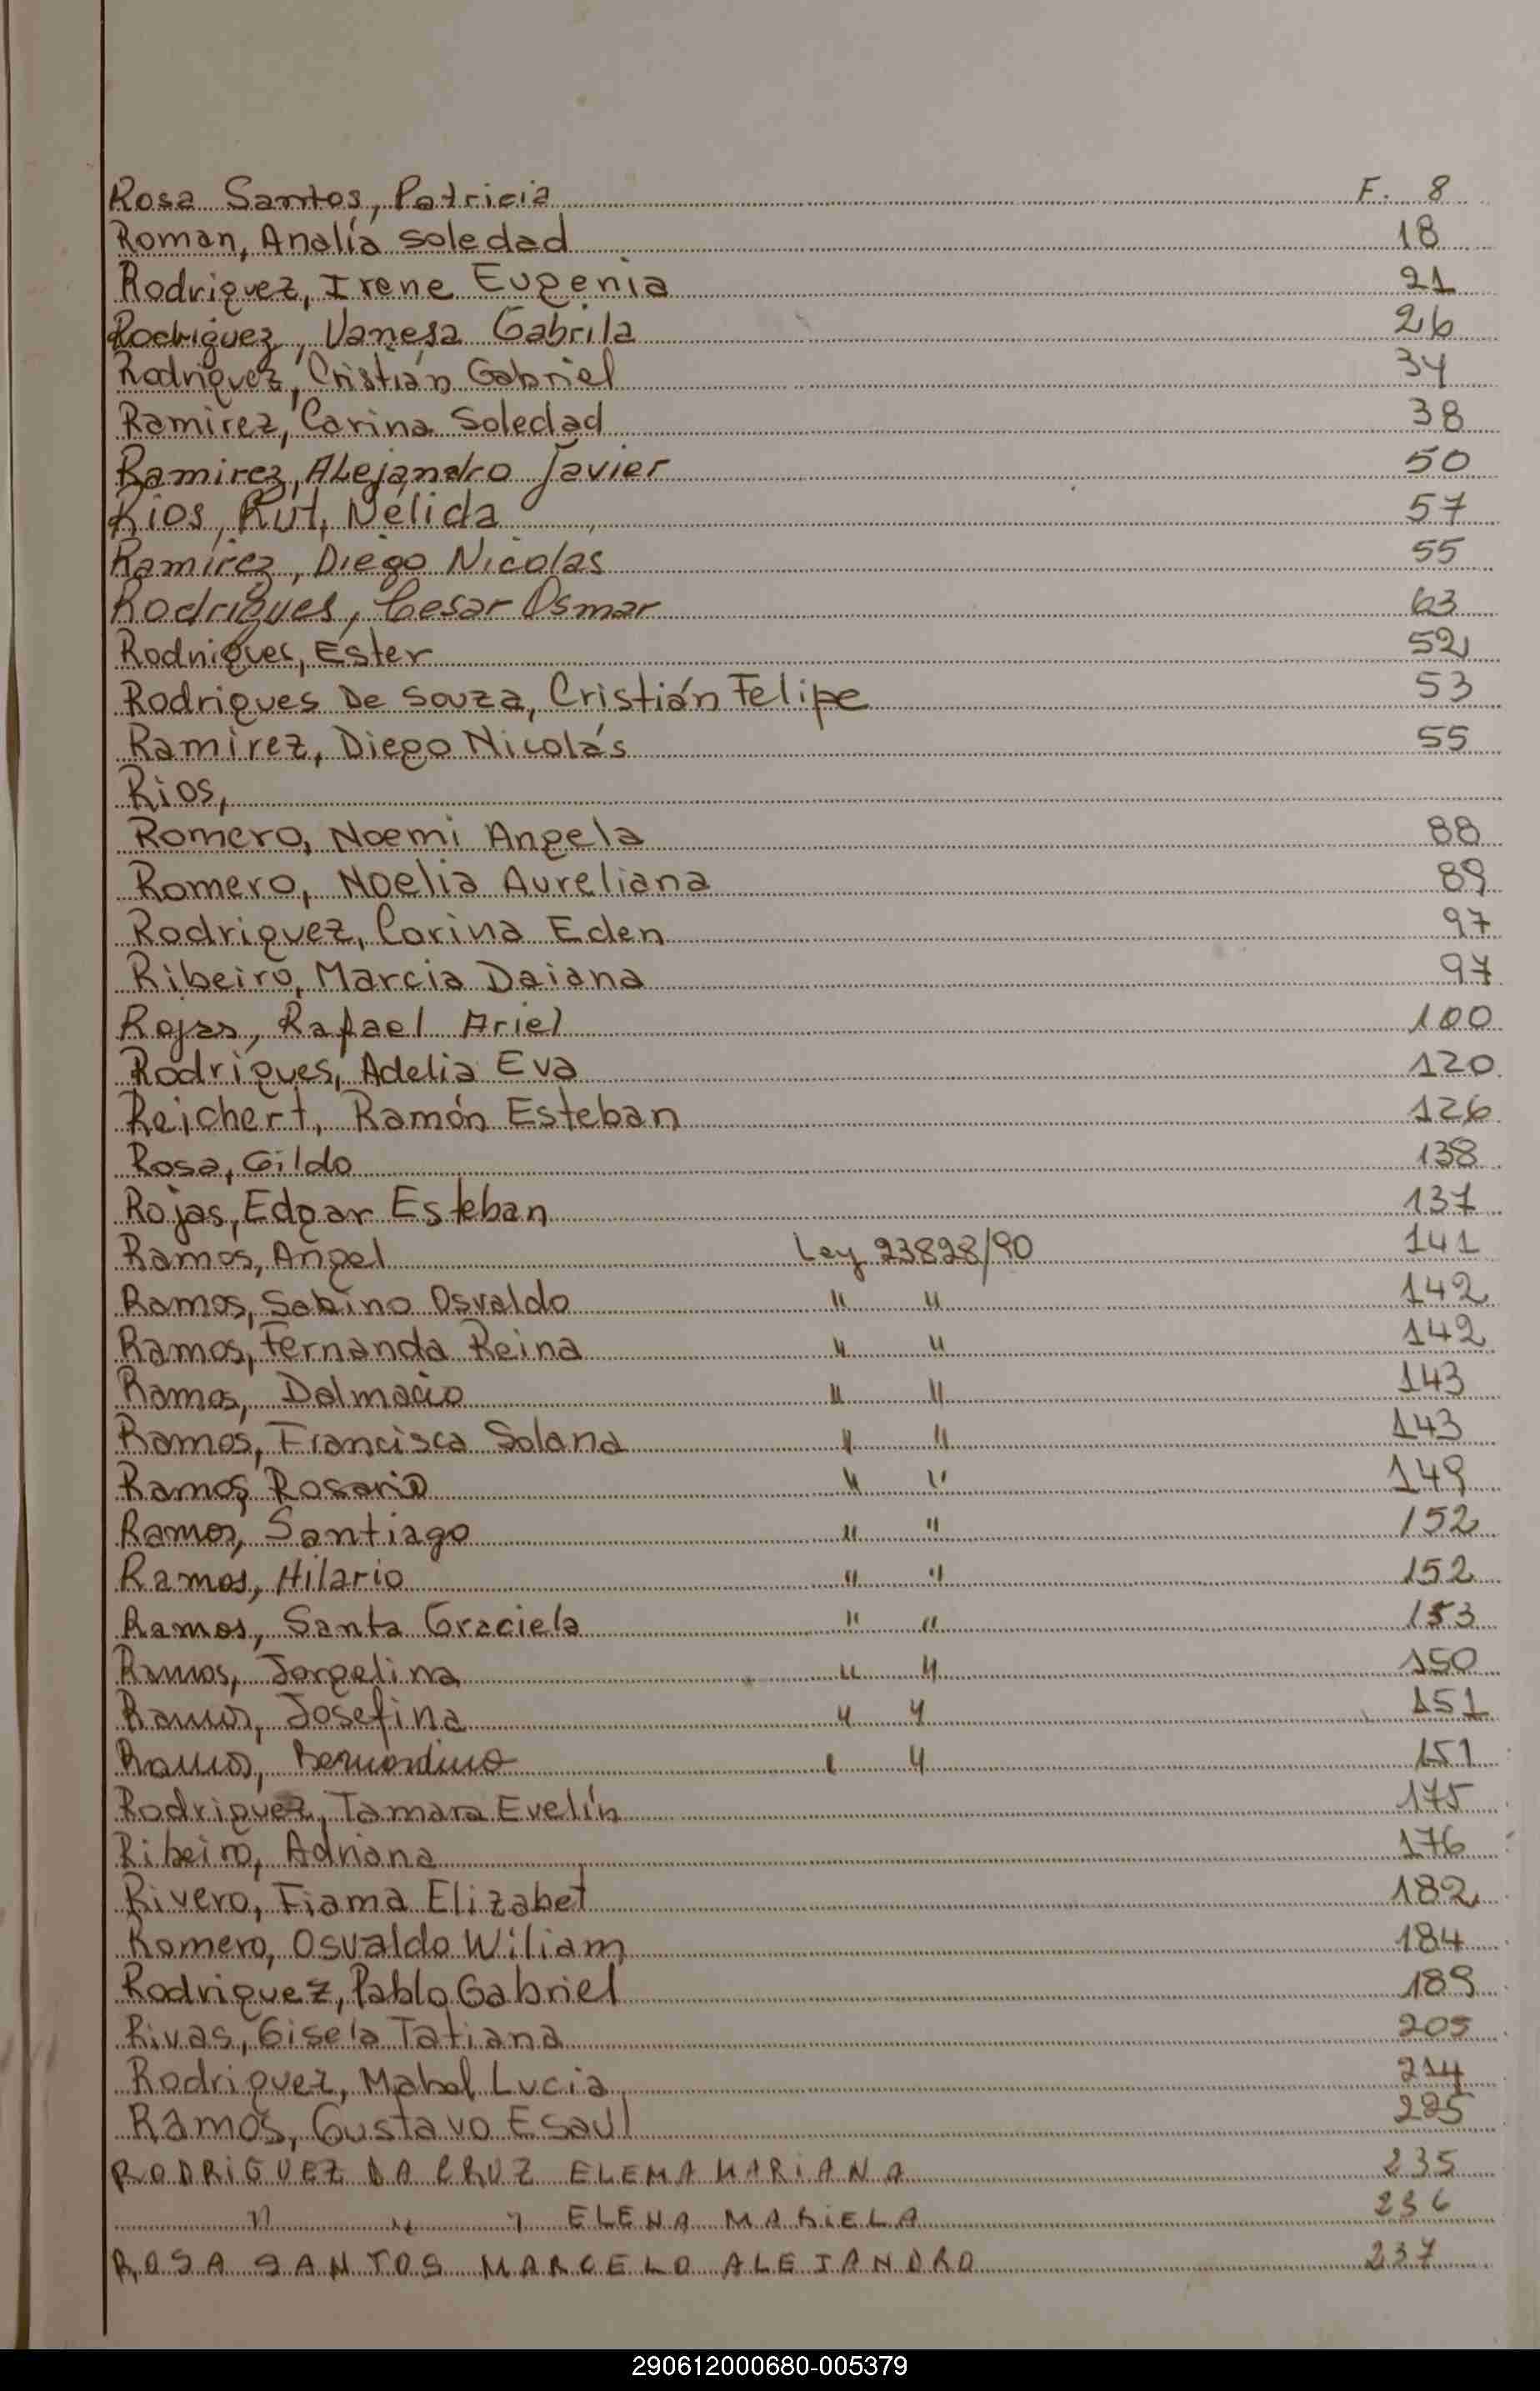 Rosa Santos, Patricia F. 8
Roman, Analía Soledad 18
Rodriguez, Irene Eugenia 21
Rodriguez, Vanesa Gabrila 26
Rodriguez, Cristián Gabriel 34
Ramirez, Carina Soledad 38
Ramirez, Alejandro Javier 50
Rios, Rut, Nélida 57
Ramírez, Diego Nicolas 55
Rodrigues, Cesar Osmar 63
Rodrigues, Ester 52
Rodrigues De Souza, Cristián Felipe 53
Ramirez, Diego Nicolás 55
Rios,
Romero, Noemi Angela 88
Romero, Noelia Aureliana 89
Rodriguez, Corina Eden 97
Ribeiro, Marcia Daiana 97
Rojas, Rafael Ariel 100
Rodrigues, Adelia Eva 120
Reichert, Ramón Esteban 126
Rosa, Gildo 138
Rojas, Edgar Esteban 137
Ramos, Angel Ley 23828/90 141
Ramos, Sabino Osvaldo " " 142
Ramos, Fernanda Reina " " 142
Ramos, Dalmacio " " 143
Ramos, Francisca Solana " " 143
Ramos, Rosario " " 149
Ramos, Santiago " " 152
Ramos, Hilario " " 152
Ramos, Santa Graciela " " 153
Ramos, Jorgelina " " 150
Ramos, Josefina " " 151
Ramos, Bernardino " " 151
Rodriguez, Tamara Evelín 175
Ribeiro, Adriana 176
Rivero, Fiama Elizabet 182
Romero, Osvaldo Wiliam 184
Rodriguez, Pablo Gabriel 189
Rivas, Gisela Tatiana 205
Rodriguez, Mabel Lucia 214
Ramos, Gustavo Esaúl 225
RODRIGUEZ DA CRUZ ELENA MARIANA 235
" " " ELENA MARIELA 236
ROSA SANTOS MARCELO ALEJANDRO 237
290612000680-005379